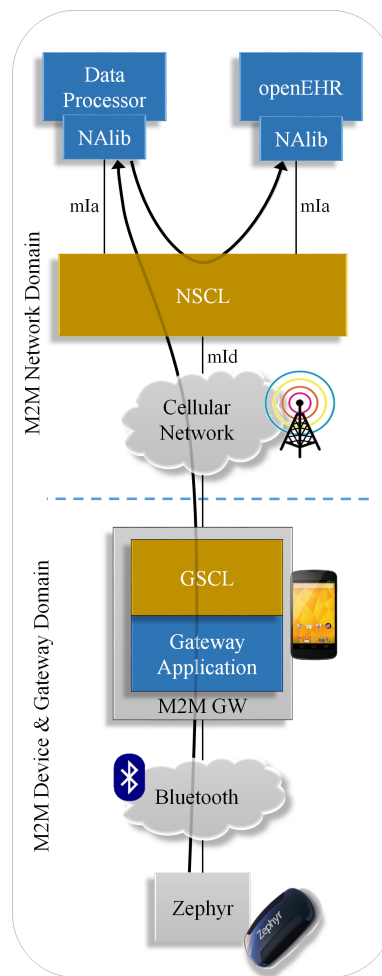 Data
Processor
NAlib
openEHR
NAlib
mIa
mIa
NSCL
mId
Cellular
Network
M2M Network Domain
GSCL
Gateway
Application
M2M GW
Bluetooth
Zephyr
Zephyr
M2M Device & Gateway Domain